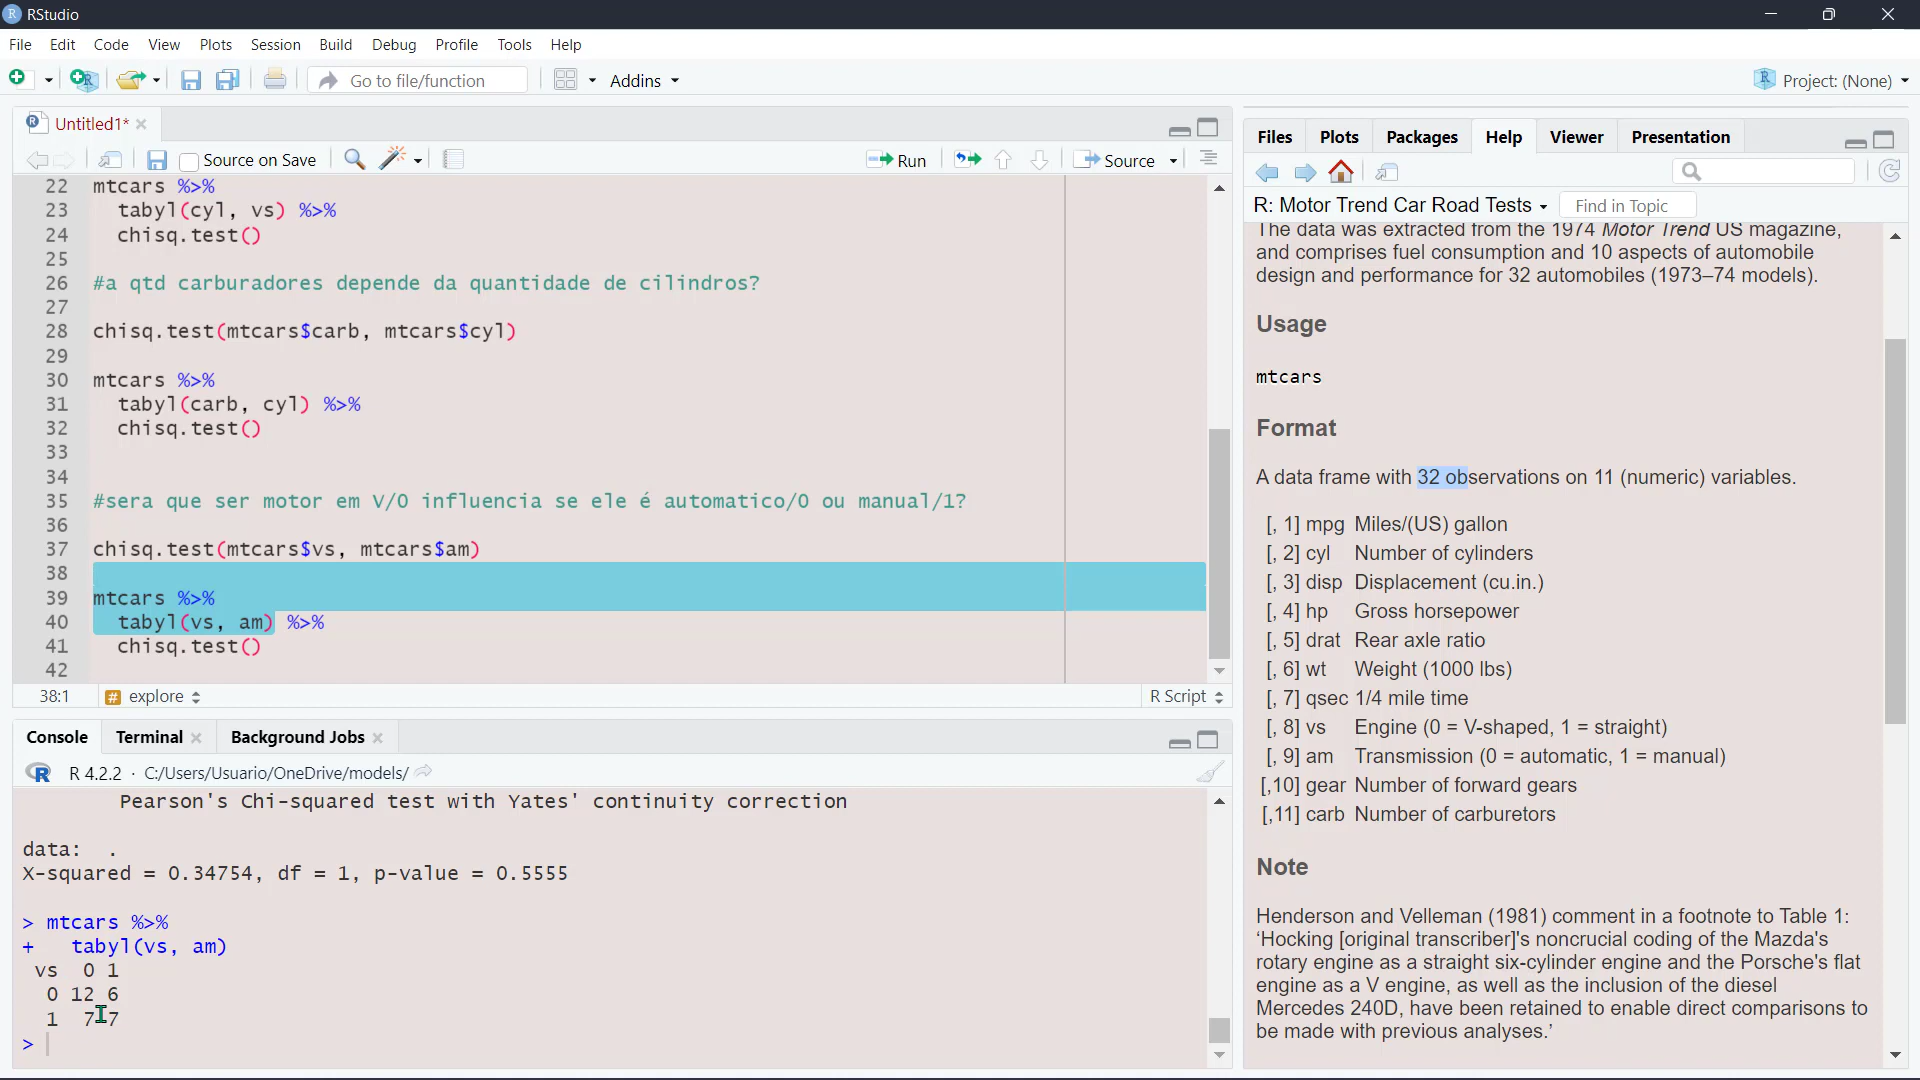 RStudio
File Edit Code View Plots Session Build Debug Profile Tools Help
Go to file/function Addins Project: (None)
Untitled1*
Source on Save Run Source
22 mtcars %>%
23 tabyl(cyl, vs) %>%
24 chisq.test()
25
26 #a qtd carburadores depende da quantidade de cilindros?
27
28 chisq.test(mtcars$carb, mtcars$cyl)
29
30 mtcars %>%
31 tabyl(carb, cyl) %>%
32 chisq.test()
33
34
35 #sera que ser motor em V/0 influencia se ele é automatico/0 ou manual/1?
36
37 chisq.test(mtcars$vs, mtcars$am)
38
39 mtcars %>%
40 tabyl(vs, am) %>%
41 chisq.test()
42
38:1 # explore R Script
Console Terminal Background Jobs
R 4.2.2 · C:/Users/Usuario/OneDrive/models/
Pearson's Chi-squared test with Yates' continuity correction
data: .
X-squared = 0.34754, df = 1, p-value = 0.5555
> mtcars %>%
+ tabyl(vs, am)
vs 0 1
0 12 6
1 7 7
>
Files Plots Packages Help Viewer Presentation
R: Motor Trend Car Road Tests Find in Topic
The data was extracted from the 1974 Motor Trend US magazine,
and comprises fuel consumption and 10 aspects of automobile
design and performance for 32 automobiles (1973–74 models).
Usage
mtcars
Format
A data frame with 32 observations on 11 (numeric) variables.
[, 1] mpg Miles/(US) gallon
[, 2] cyl Number of cylinders
[, 3] disp Displacement (cu.in.)
[, 4] hp Gross horsepower
[, 5] drat Rear axle ratio
[, 6] wt Weight (1000 lbs)
[, 7] qsec 1/4 mile time
[, 8] vs Engine (0 = V-shaped, 1 = straight)
[, 9] am Transmission (0 = automatic, 1 = manual)
[,10] gear Number of forward gears
[,11] carb Number of carburetors
Note
Henderson and Velleman (1981) comment in a footnote to Table 1:
‘Hocking [original transcriber]'s noncrucial coding of the Mazda's
rotary engine as a straight six-cylinder engine and the Porsche's flat
engine as a V engine, as well as the inclusion of the diesel
Mercedes 240D, have been retained to enable direct comparisons to
be made with previous analyses.’